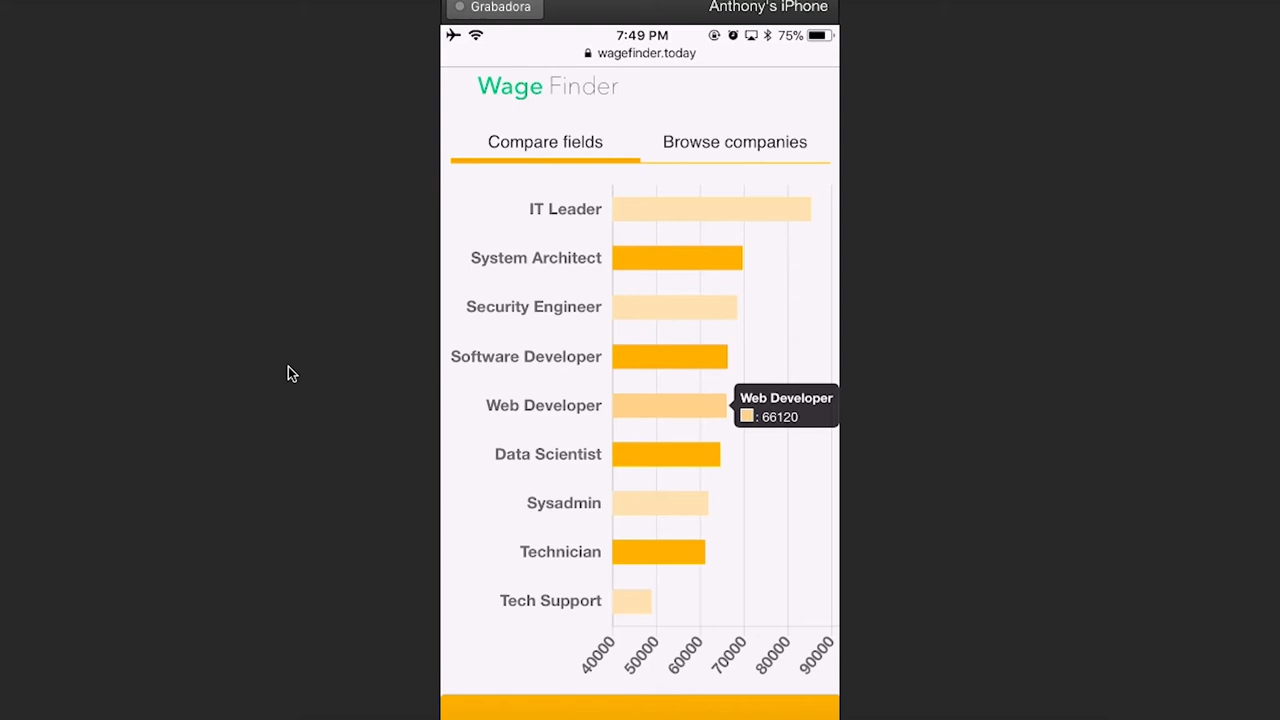 Grabadora
Anthony's iPhone
7:49 PM
75%
wagefinder.today
Wage Finder
Compare fields
Browse companies
IT Leader
System Architect
Security Engineer
Software Developer
Web Developer
Web Developer
: 66120
Data Scientist
Sysadmin
Technician
Tech Support
40000 50000 60000 70000 80000 90000